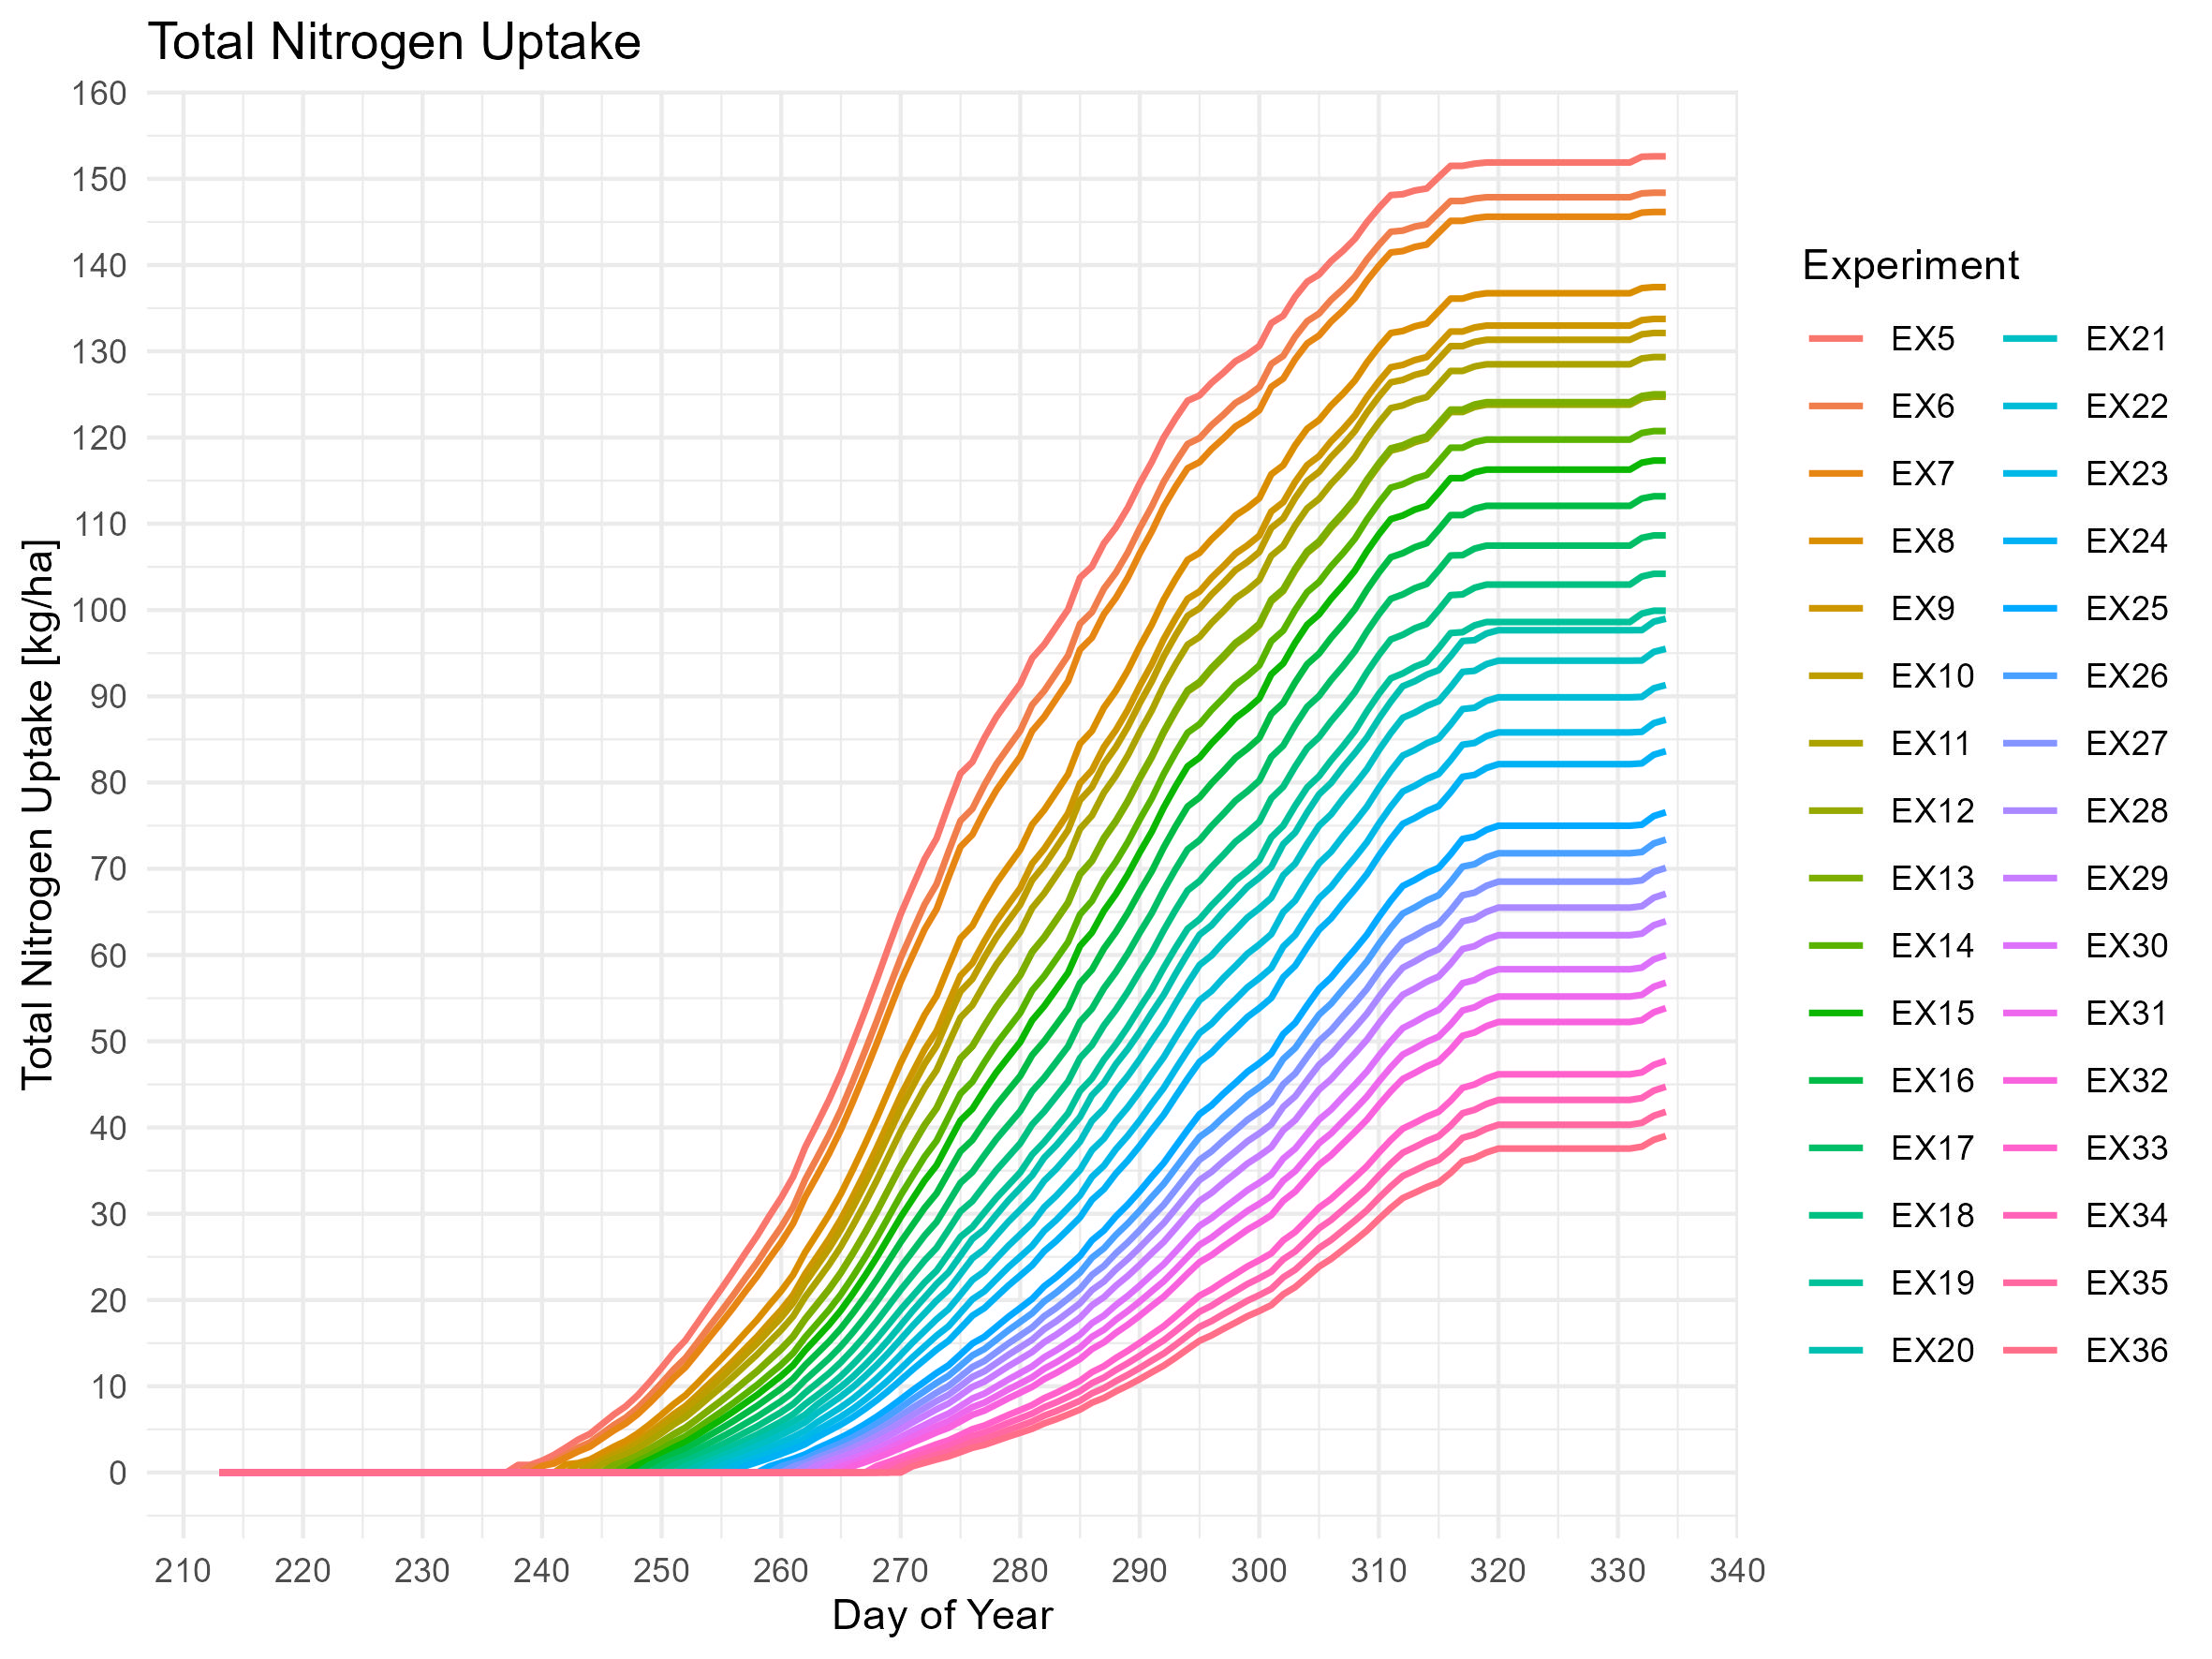 Total Nitrogen Uptake
160
150
140
130
120
110
100
90
80
70
60
50
40
30
20
10
0
Total Nitrogen Uptake [kg/ha]
210 220 230 240 250 260 270 280 290 300 310 320 330 340
Day of Year
Experiment
EX5 EX21
EX6 EX22
EX7 EX23
EX8 EX24
EX9 EX25
EX10 EX26
EX11 EX27
EX12 EX28
EX13 EX29
EX14 EX30
EX15 EX31
EX16 EX32
EX17 EX33
EX18 EX34
EX19 EX35
EX20 EX36